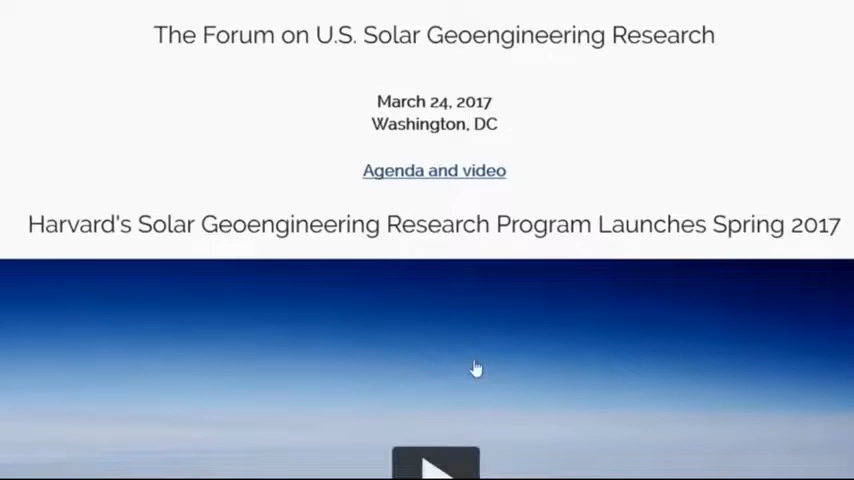 The Forum on U.S. Solar Geoengineering Research
March 24, 2017
Washington, DC
Agenda and video
Harvard's Solar Geoengineering Research Program Launches Spring 2017